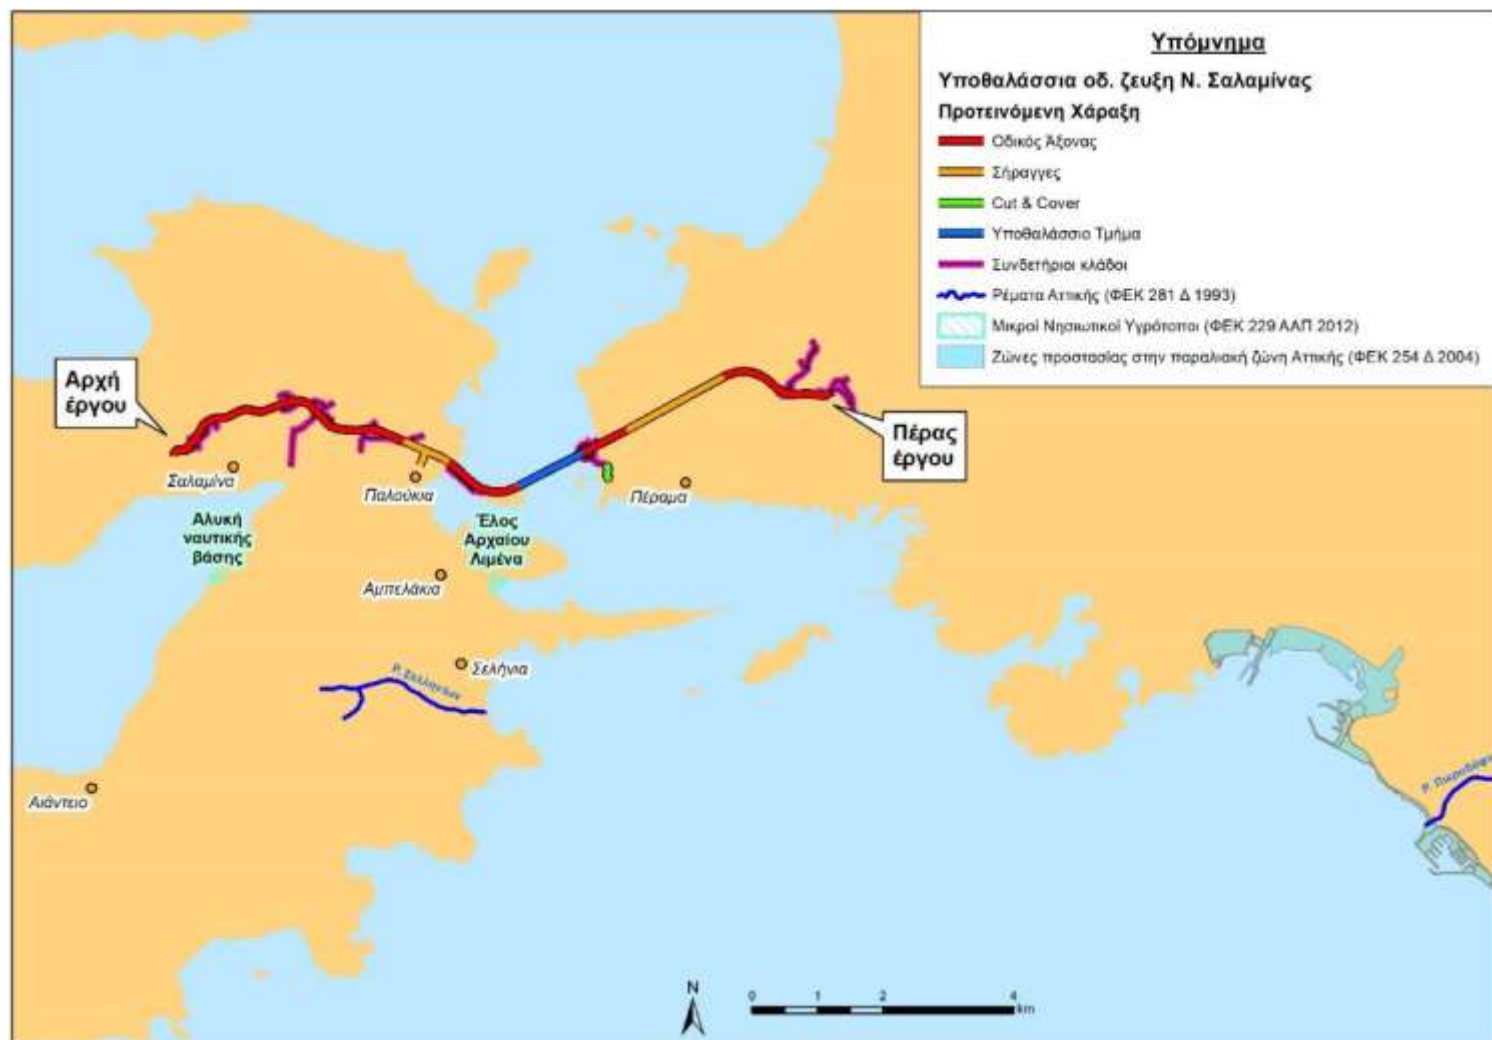 Υπόμνημα
Υποθαλάσσια οδ. ζευξη Ν. Σαλαμίνας
Προτεινόμενη Χάραξη
Οδικός Άξονας
Σήραγγες
Cut & Cover
Υποθαλάσσιο Τμήμα
Συνδετήριοι κλάδοι
Ρέματα Αττικής (ΦΕΚ 281 Δ 1993)
Μικροί Νησιωτικοί Υγρότοποι (ΦΕΚ 229 ΑΑΠ 2012)
Ζώνες προστασίας στην παραλιακή ζώνη Αττικής (ΦΕΚ 254 Δ 2004)
Αρχή
έργου
Πέρας
έργου
Σαλαμίνα
Παλούκια
Πέραμα
Αλυκή
ναυτικής
βάσης
Έλος
Αρχαίου
Λιμένα
Αμπελάκια
Σελήνια
Ρ. Σεληνίων
Αιάντειο
Ρ.
N
0 1 2 4
km